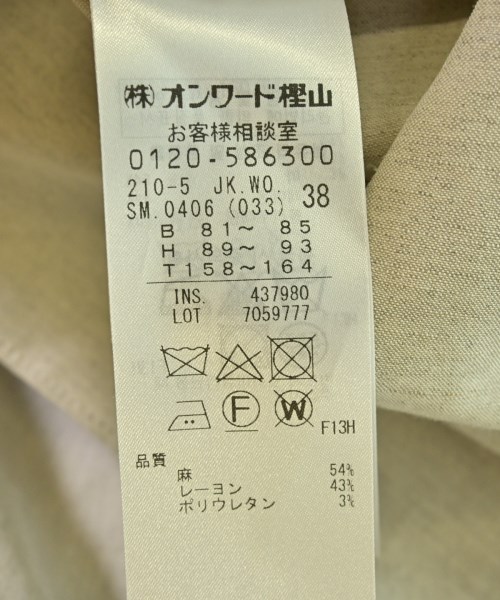 ㈱オンワード樫山
お客様相談室
0120-586300
210-5 JK.WO.
SM.0406 (033) 38
B 81～ 85
H 89～ 93
T158～164
INS. 437980
LOT 7059777
F
W
F13H
品質
麻 54%
レーヨン 43%
ポリウレタン 3%